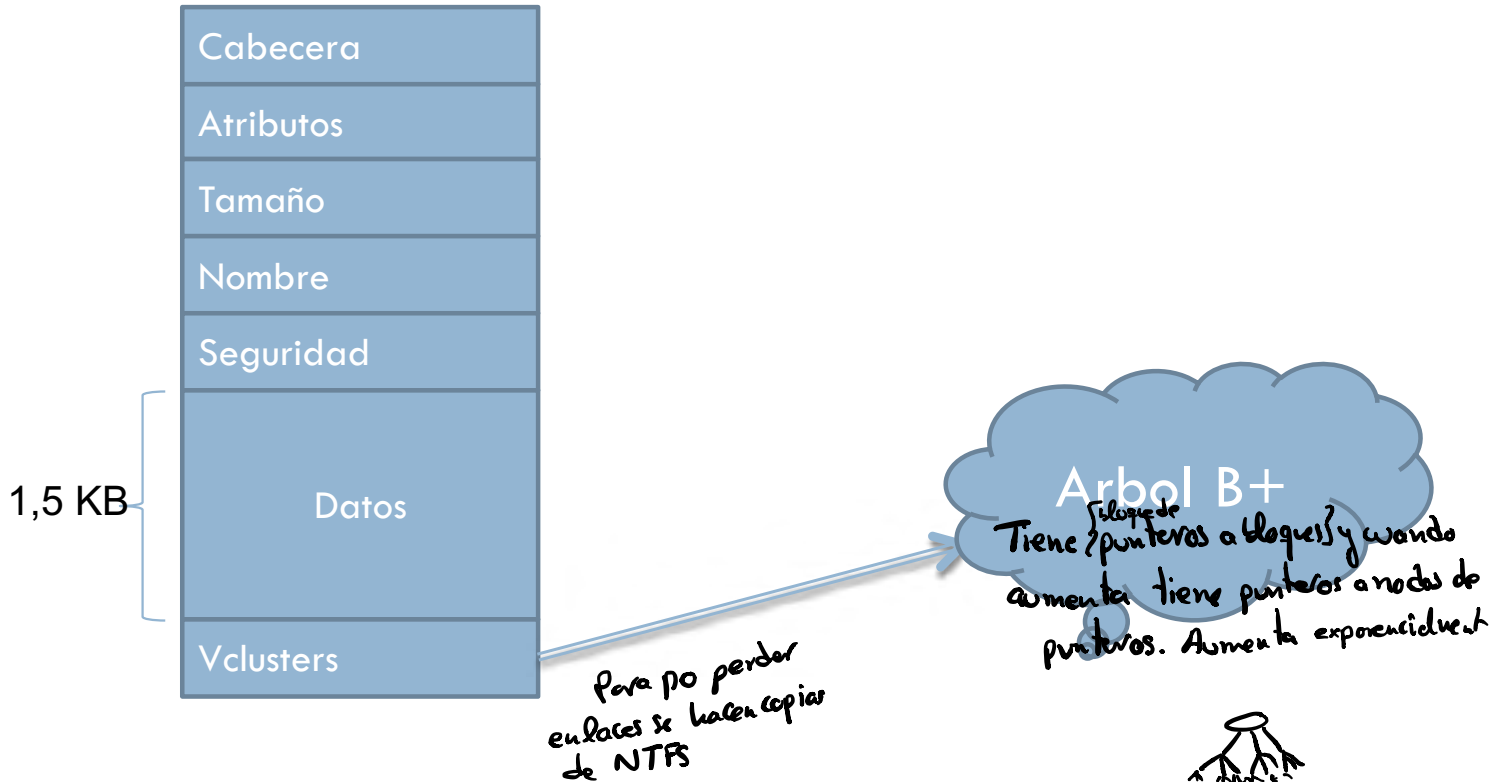 Cabecera
Atributos
Tamaño
Nombre
Seguridad
1,5 KB
Datos
Vclusters
Arbol B+
bloque de
Tiene {punteros a bloques} y cuando
aumenta tiene punteros a nodos de
punteros. Aumenta exponencialment
Para no perder
enlaces se hacen copias
de NTFS